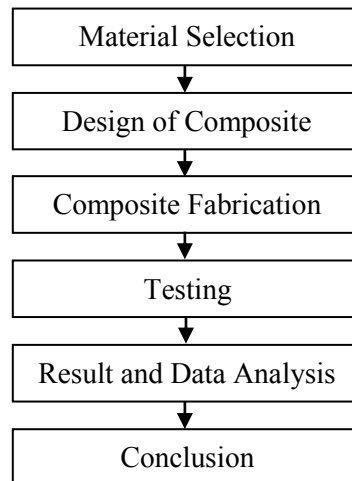 Material Selection
Design of Composite
Composite Fabrication
Testing
Result and Data Analysis
Conclusion